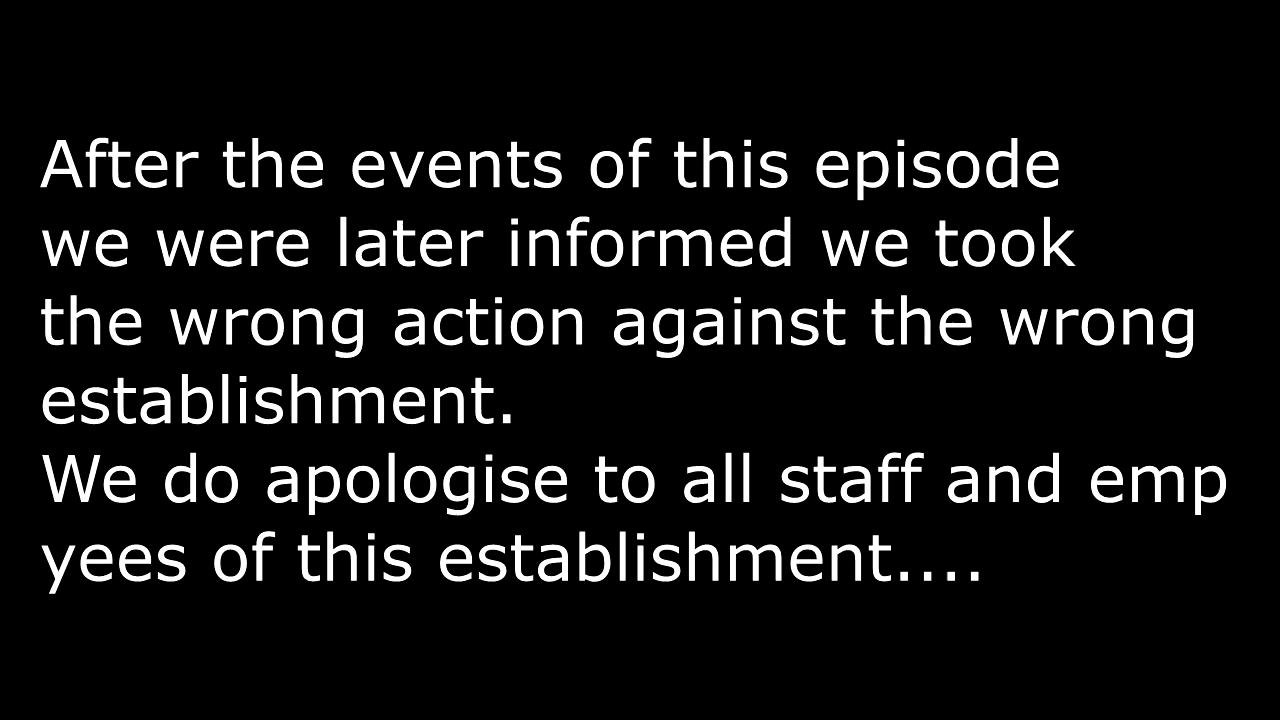 After the events of this episode
we were later informed we took
the wrong action against the wrong
establishment.
We do apologise to all staff and emp
yees of this establishment....